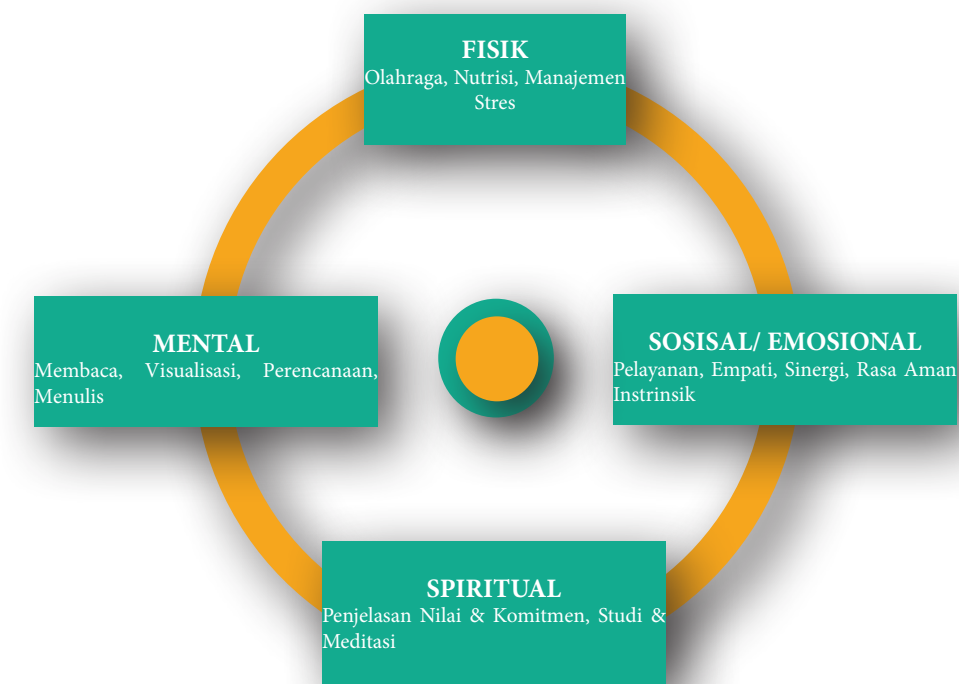 FISIK
Olahraga, Nutrisi, Manajemen
Stres
MENTAL
Membaca, Visualisasi, Perencanaan,
Menulis
SOSISAL/ EMOSIONAL
Pelayanan, Empati, Sinergi, Rasa Aman
Instrinsik
SPIRITUAL
Penjelasan Nilai & Komitmen, Studi &
Meditasi